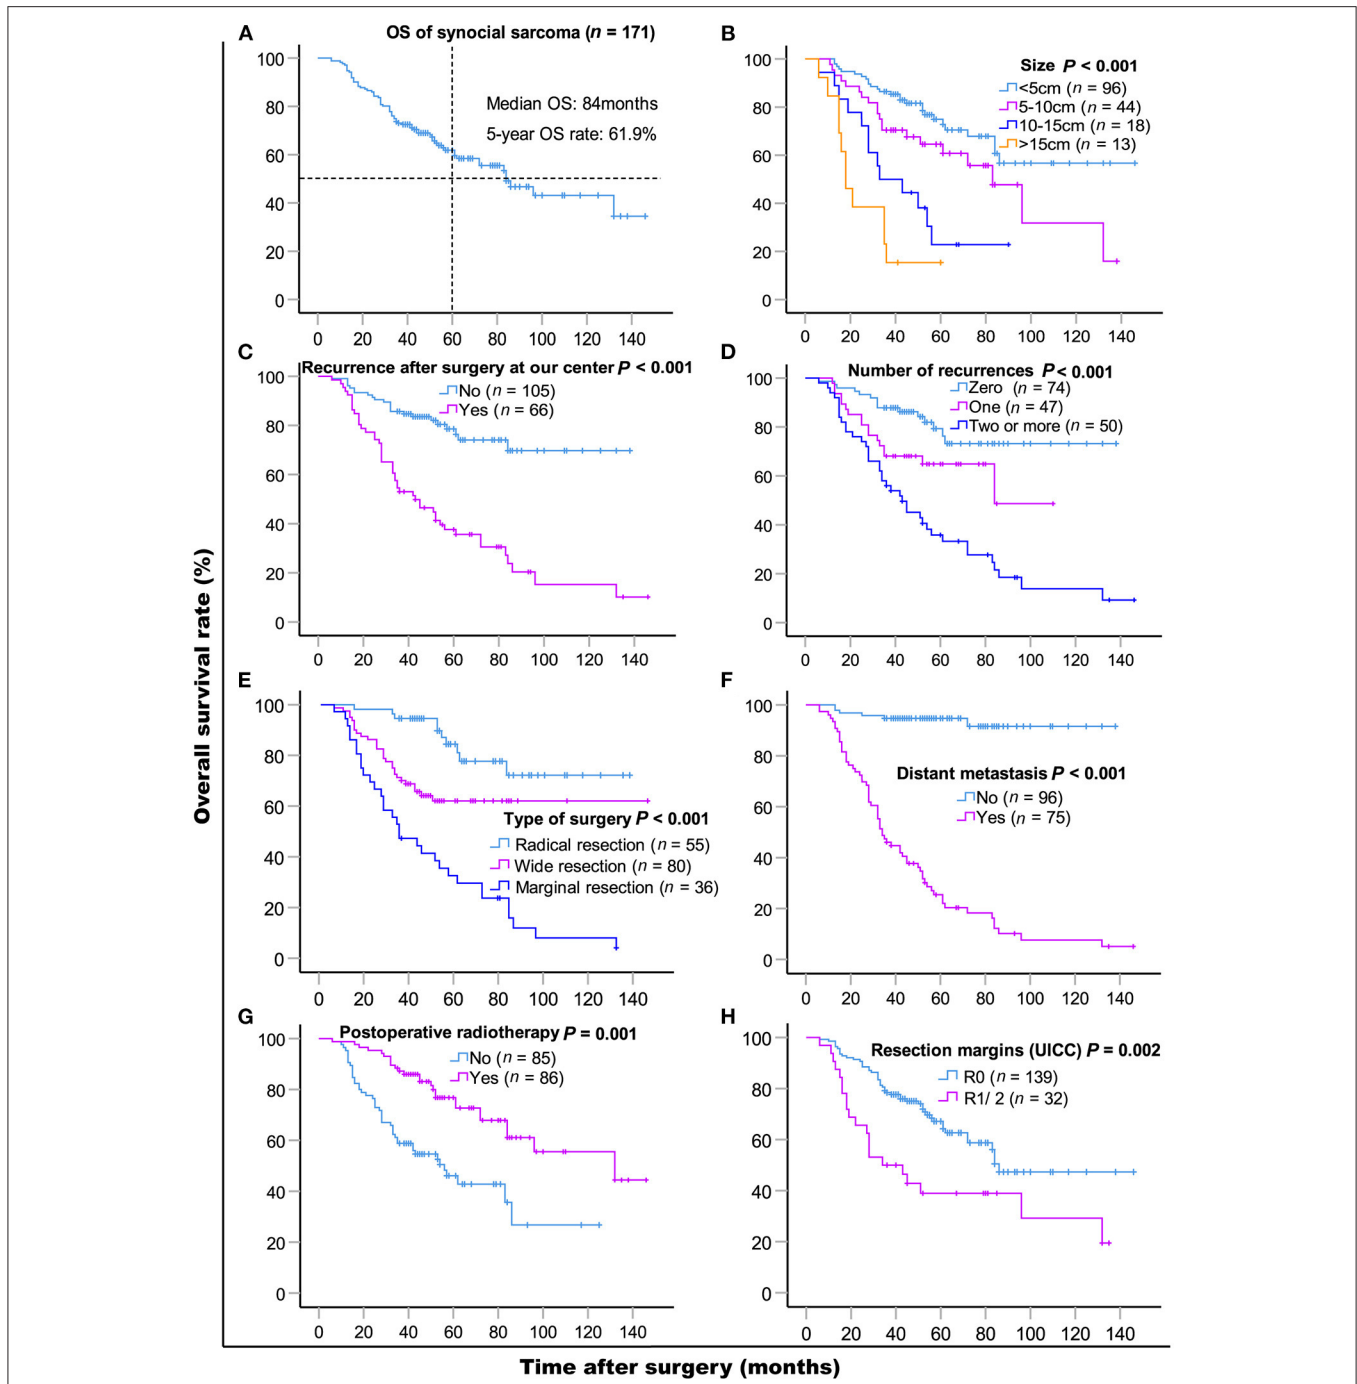 A
OS of synocial sarcoma (n = 171)
100
80
60
40
20
0
Median OS: 84months
5-year OS rate: 61.9%
0 20 40 60 80 100 120 140
B
Size P < 0.001
<5cm (n = 96)
5-10cm (n = 44)
10-15cm (n = 18)
>15cm (n = 13)
100
80
60
40
20
0
0 20 40 60 80 100 120 140
C
Recurrence after surgery at our center P < 0.001
No (n = 105)
Yes (n = 66)
100
80
60
40
20
0
0 20 40 60 80 100 120 140
D
Number of recurrences P < 0.001
Zero (n = 74)
One (n = 47)
Two or more (n = 50)
100
80
60
40
20
0
0 20 40 60 80 100 120 140
Overall survival rate (%)
E
100
80
60
40
20
0
Type of surgery P < 0.001
Radical resection (n = 55)
Wide resection (n = 80)
Marginal resection (n = 36)
0 20 40 60 80 100 120 140
F
100
80
60
40
20
0
Distant metastasis P < 0.001
No (n = 96)
Yes (n = 75)
0 20 40 60 80 100 120 140
G
Postoperative radiotherapy P = 0.001
No (n = 85)
Yes (n = 86)
100
80
60
40
20
0
0 20 40 60 80 100 120 140
H
Resection margins (UICC) P = 0.002
R0 (n = 139)
R1/ 2 (n = 32)
100
80
60
40
20
0
0 20 40 60 80 100 120 140
Time after surgery (months)